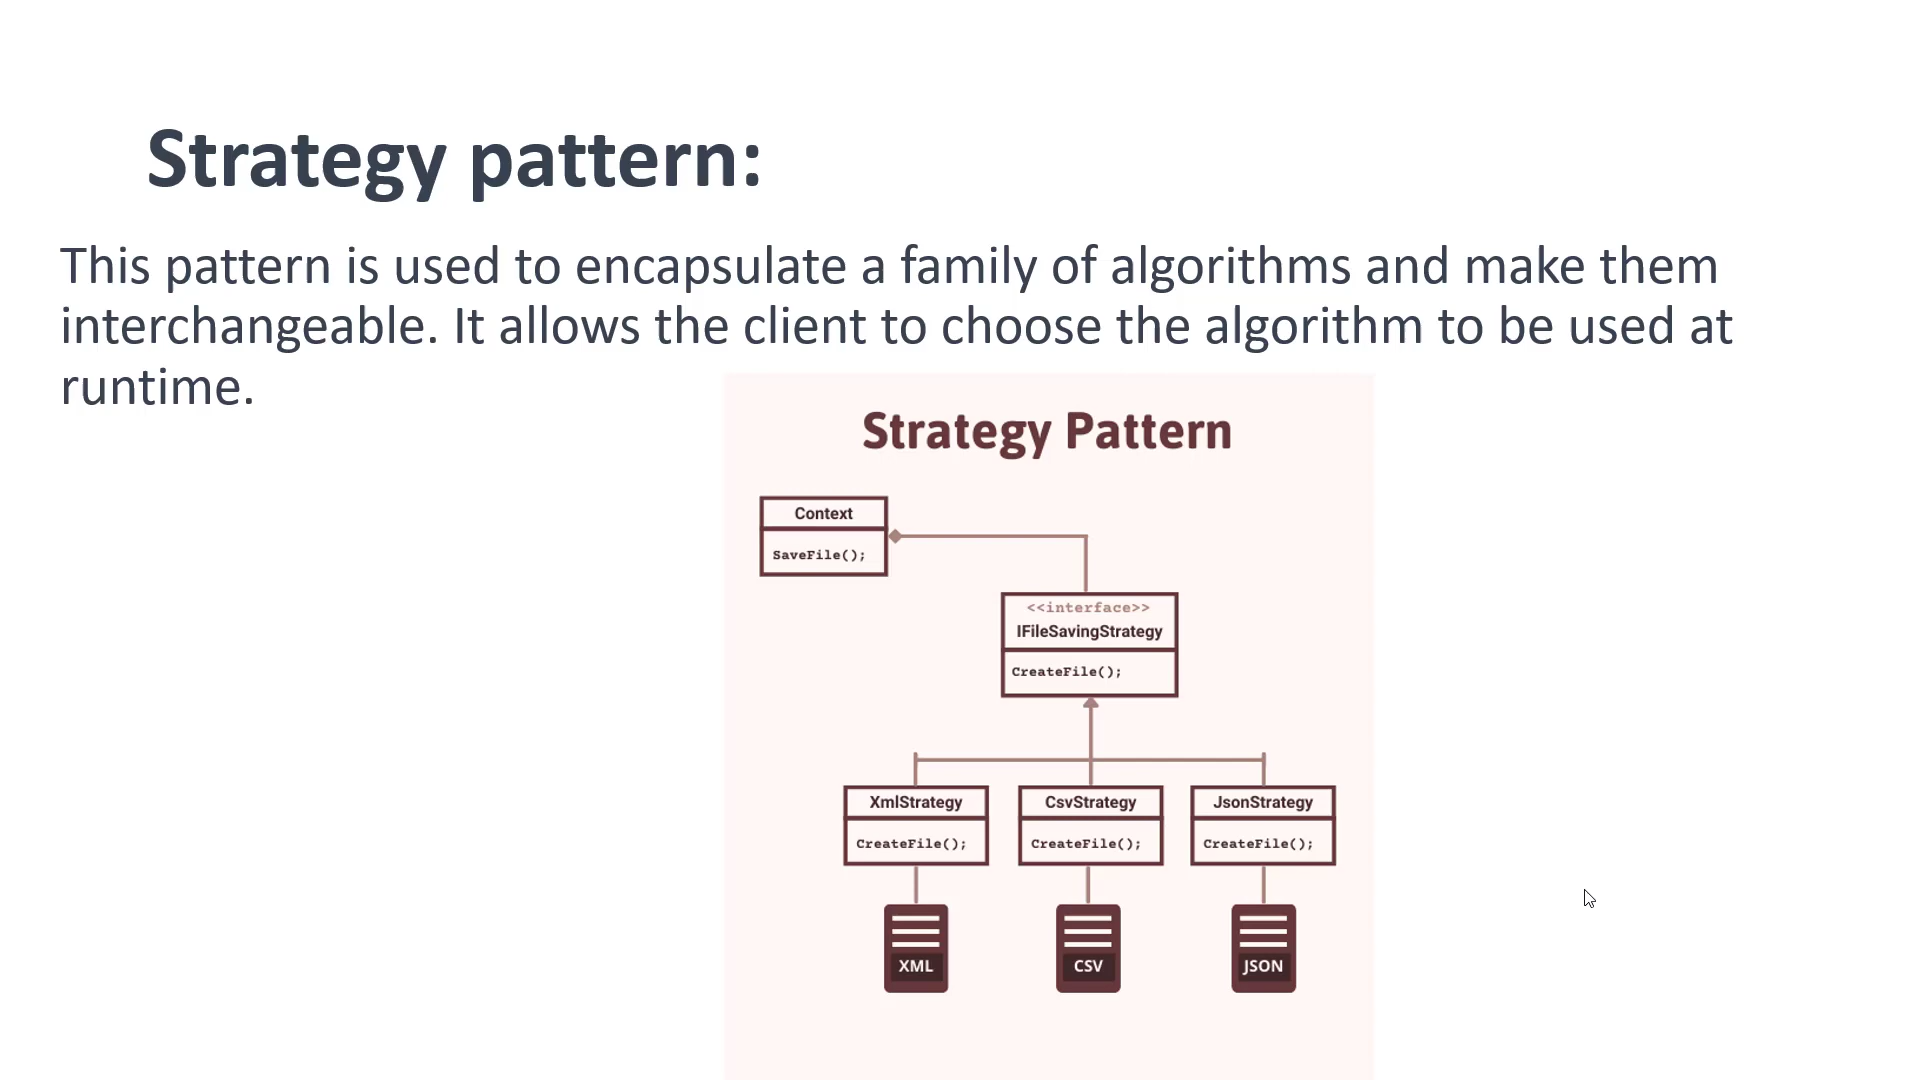 Strategy pattern:
This pattern is used to encapsulate a family of algorithms and make them
interchangeable. It allows the client to choose the algorithm to be used at
runtime.
Strategy Pattern
Context
SaveFile();
<<interface>>
IFileSavingStrategy
CreateFile();
XmlStrategy
CreateFile();
CsvStrategy
CreateFile();
JsonStrategy
CreateFile();
XML
CSV
JSON